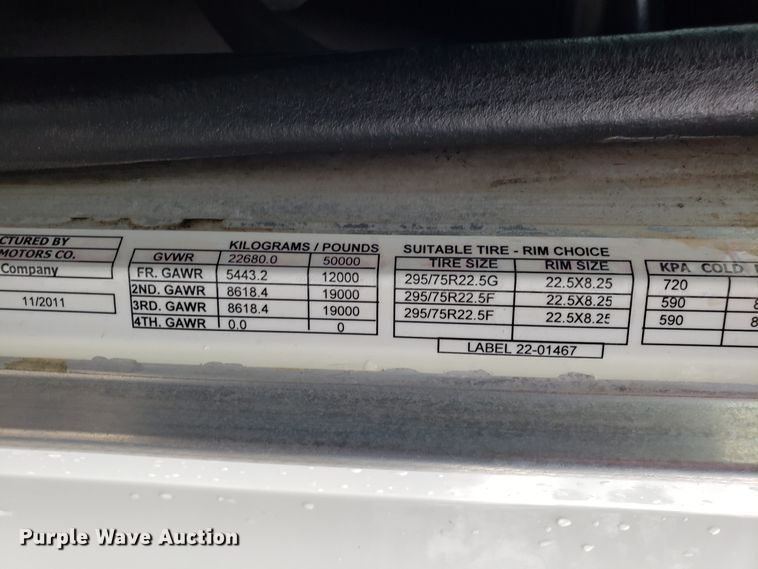 CTURED BY
MOTORS CO.
Company
11/2011
KILOGRAMS / POUNDS
GVWR 22680.0 50000
FR. GAWR 5443.2 12000
2ND. GAWR 8618.4 19000
3RD. GAWR 8618.4 19000
4TH. GAWR 0.0 0
SUITABLE TIRE - RIM CHOICE
TIRE SIZE RIM SIZE
295/75R22.5G 22.5X8.25
295/75R22.5F 22.5X8.25
295/75R22.5F 22.5X8.25
LABEL 22-01467
KPA COLD
720
590 8
590 8
Purple Wave Auction